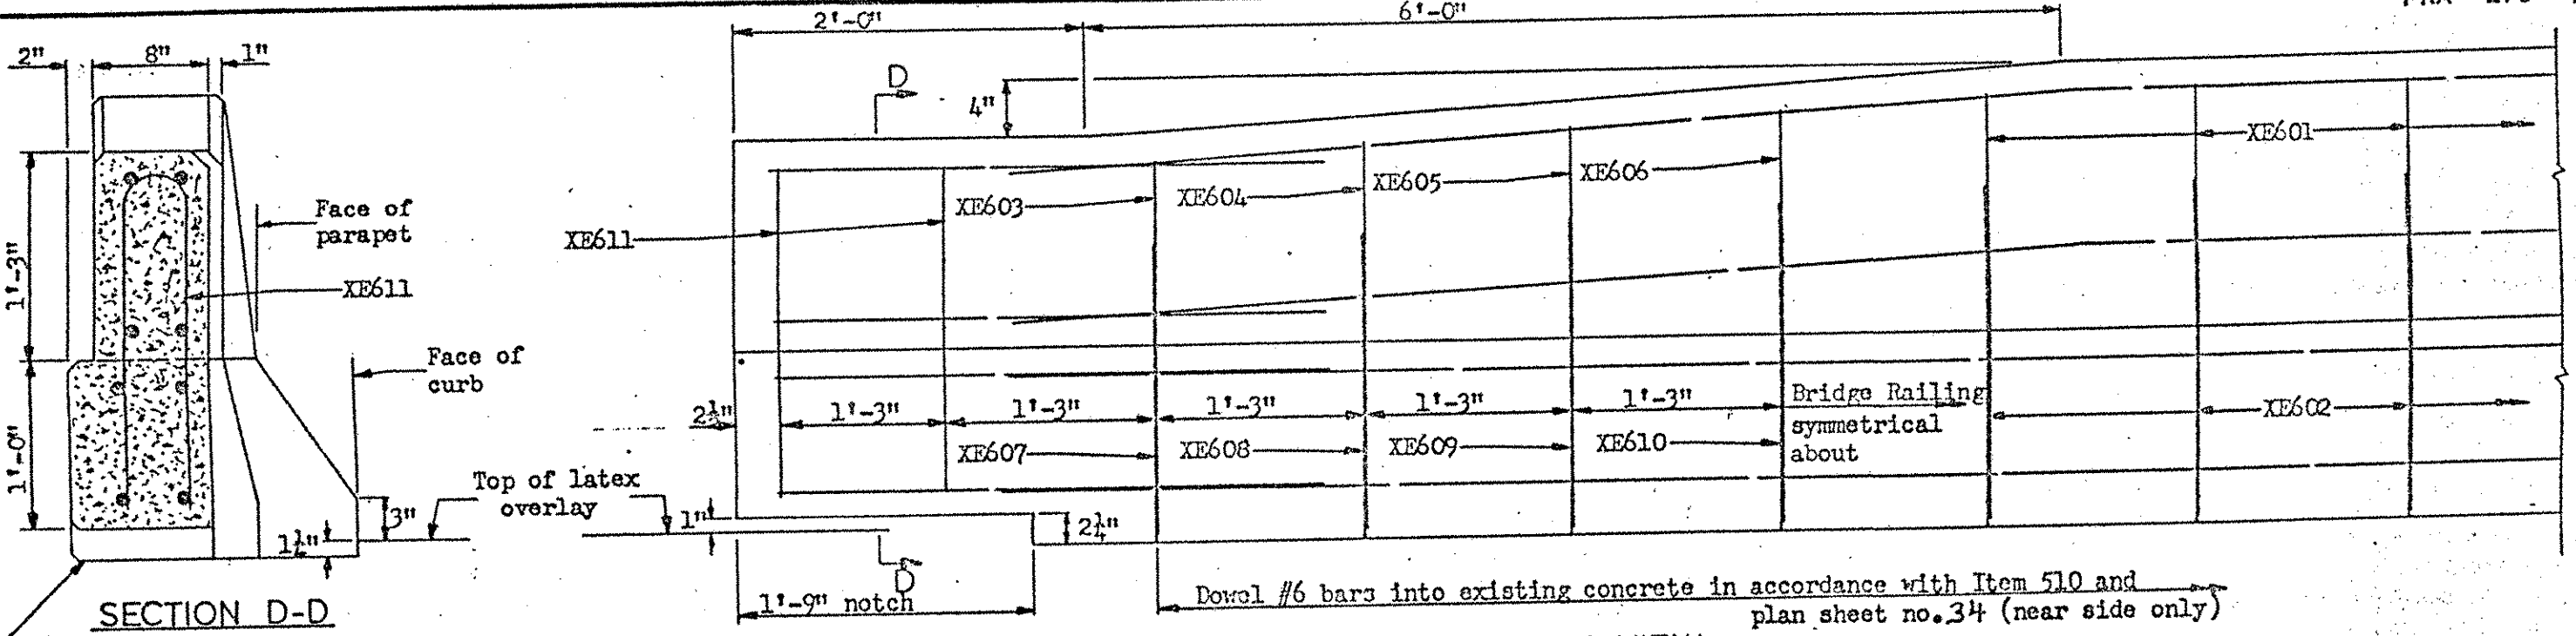 2'-0"
6'-0"
2"
8"
1"
D
4"
XE601
XE603
XE604
XE605
XE606
Face of
parapet
XE611
1'-3"
XE611
Face of
curb
1'-0"
2½"
1'-3"
1'-3"
1'-3"
1'-3"
1'-3"
Bridge Railing
symmetrical
about
XE602
XE607
XE608
XE609
XE610
Top of latex
overlay
3"
1"
2¼"
1¼"
D
1'-9" notch
Dowel #6 bars into existing concrete in accordance with Item 510 and
plan sheet no.34 (near side only)
SECTION D-D